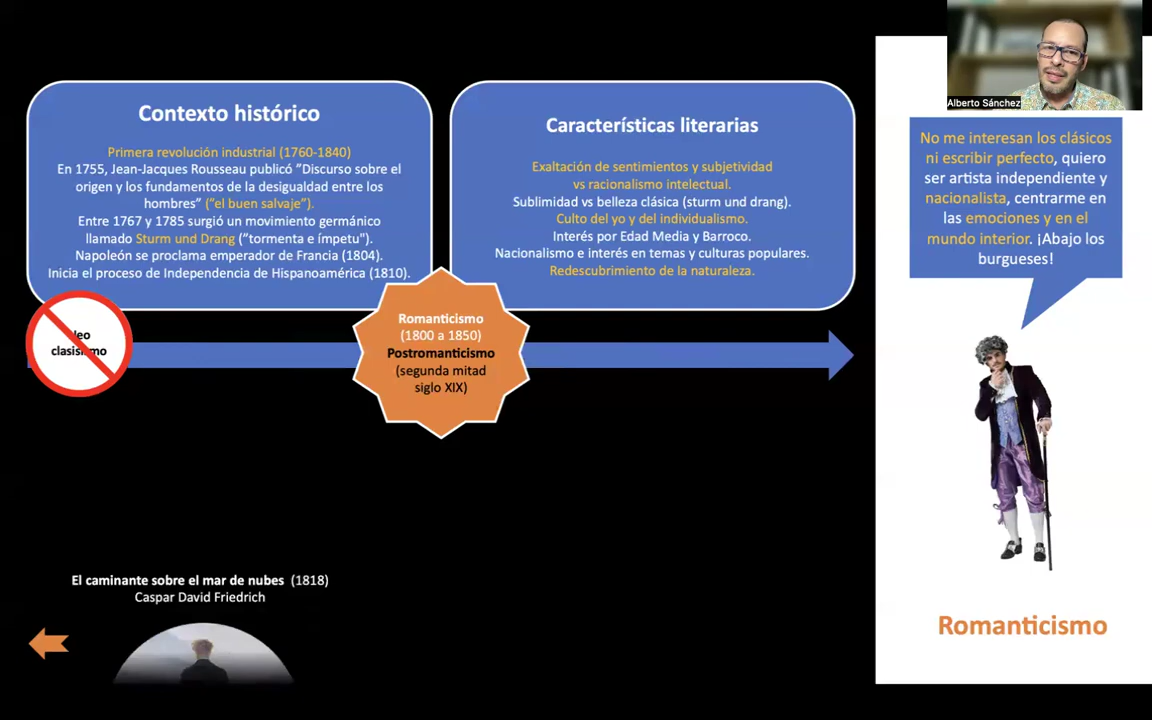 Alberto Sánchez
Contexto histórico
Primera revolución industrial (1760-1840)
En 1755, Jean-Jacques Rousseau publicó "Discurso sobre el
origen y los fundamentos de la desigualdad entre los
hombres" ("el buen salvaje").
Entre 1767 y 1785 surgió un movimiento germánico
llamado Sturm und Drang ("tormenta e ímpetu").
Napoleón se proclama emperador de Francia (1804).
Inicia el proceso de Independencia de Hispanoamérica (1810).
Características literarias
Exaltación de sentimientos y subjetividad
vs racionalismo intelectual.
Sublimidad vs belleza clásica (sturm und drang).
Culto del yo y del individualismo.
Interés por Edad Media y Barroco.
Nacionalismo e interés en temas y culturas populares.
Redescubrimiento de la naturaleza.
No me interesan los clásicos
ni escribir perfecto, quiero
ser artista independiente y
nacionalista, centrarme en
las emociones y en el
mundo interior. ¡Abajo los
burgueses!
Romanticismo
(1800 a 1850)
Postromanticismo
(segunda mitad
siglo XIX)
El caminante sobre el mar de nubes (1818)
Caspar David Friedrich
Romanticismo